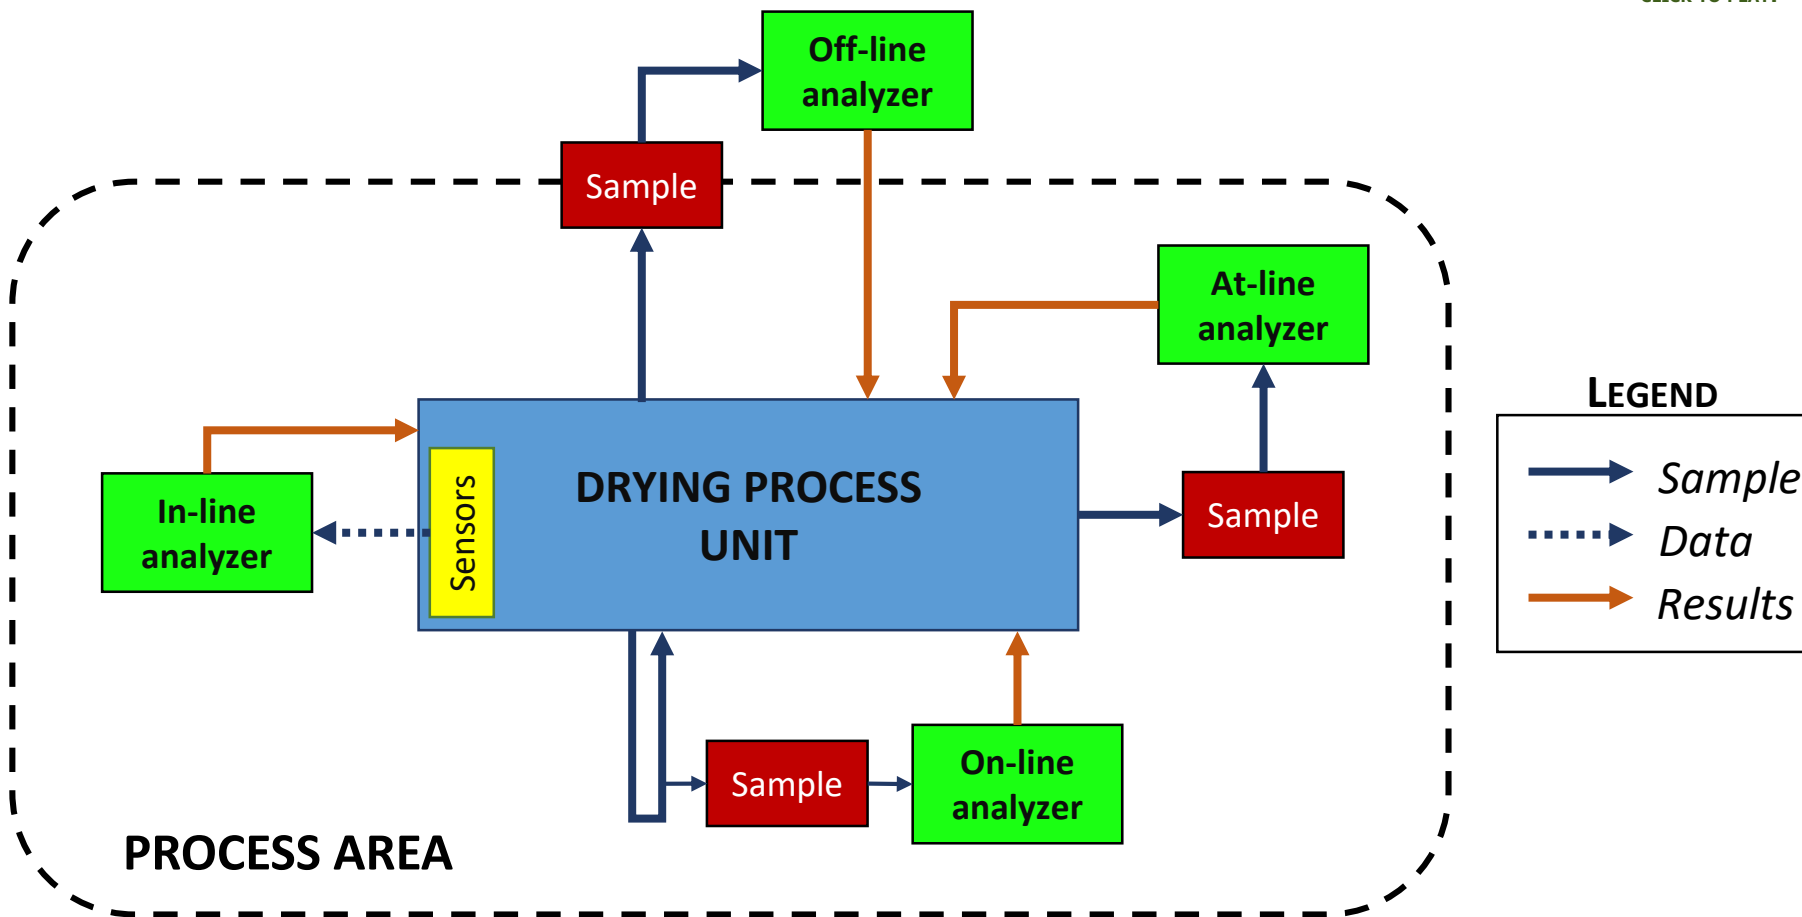 Off-line
analyzer
Sample
At-line
analyzer
LEGEND
In-line
analyzer
Sensors
DRYING PROCESS
UNIT
Sample
Sample
Data
Results
Sample
On-line
analyzer
PROCESS AREA